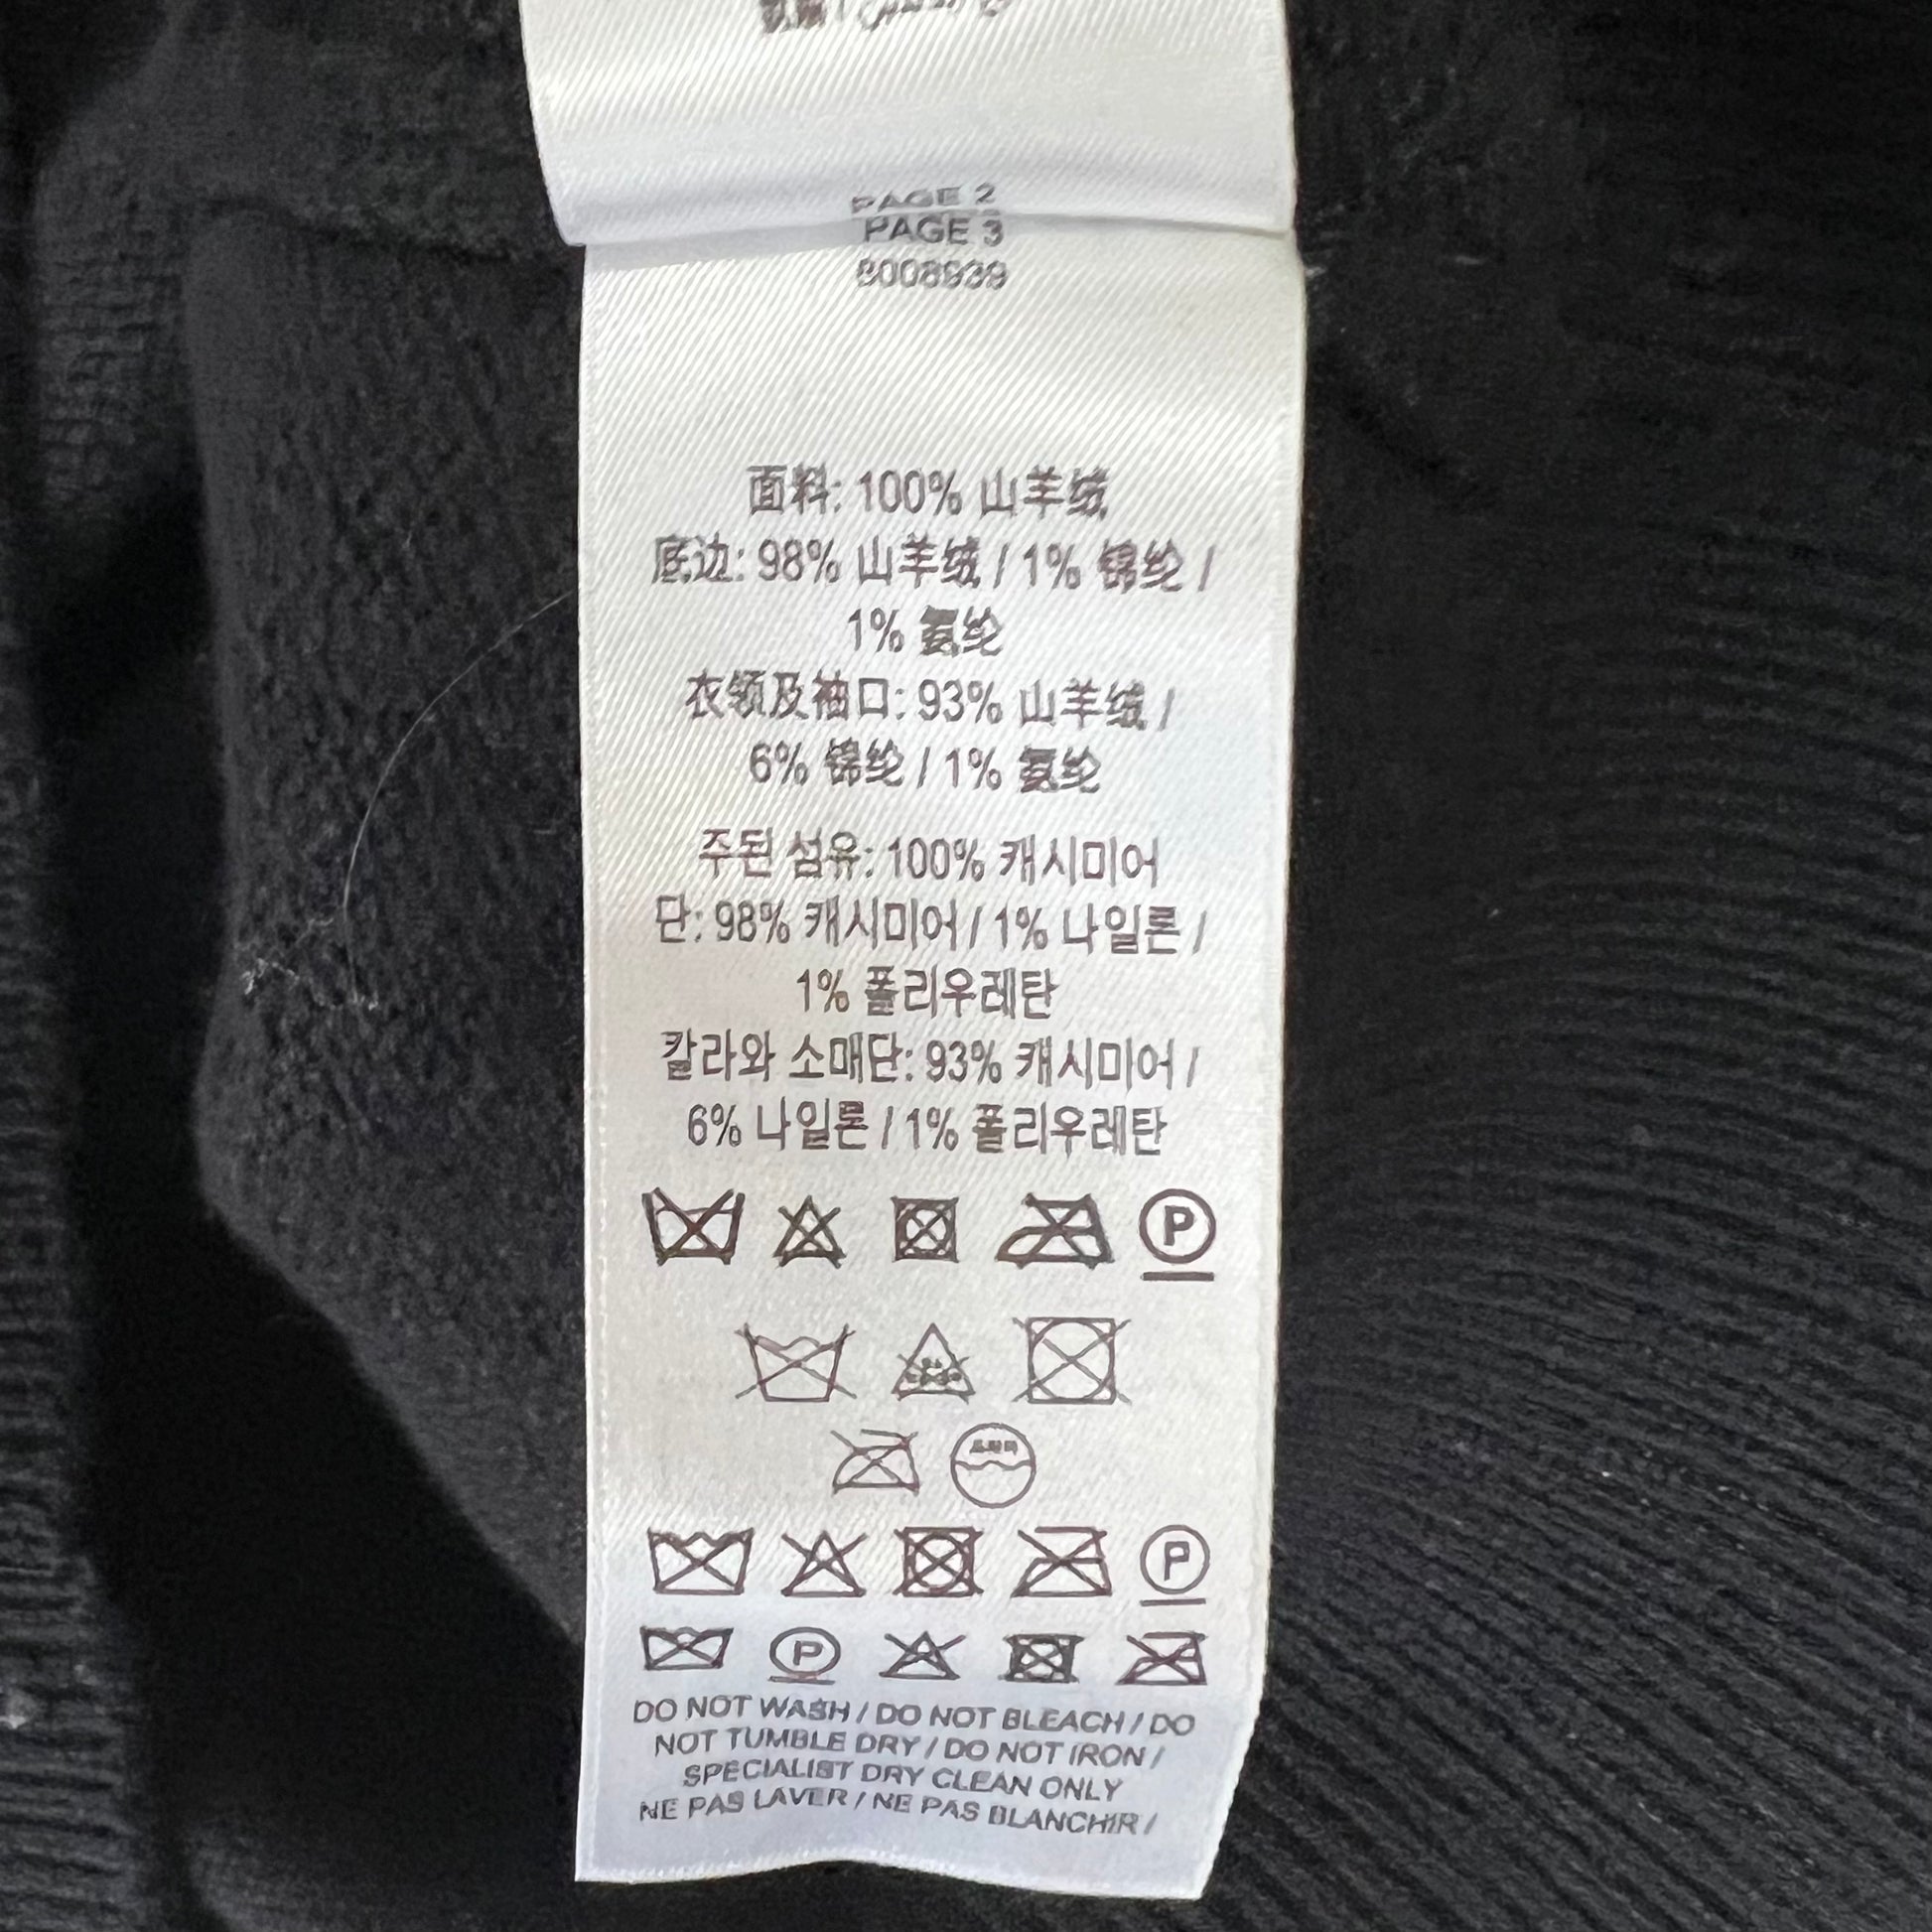 PAGE 2
PAGE 3
8008939
面料: 100% 山羊绒
底边: 98% 山羊绒 / 1% 锦纶 /
1% 氨纶
衣领及袖口: 93% 山羊绒 /
6% 锦纶 / 1% 氨纶
주된 섬유: 100% 캐시미어
단: 98% 캐시미어 / 1% 나일론 /
1% 폴리우레탄
칼라와 소매단: 93% 캐시미어 /
6% 나일론 / 1% 폴리우레탄
P
드라이
P
P
DO NOT WASH / DO NOT BLEACH / DO
NOT TUMBLE DRY / DO NOT IRON /
SPECIALIST DRY CLEAN ONLY
NE PAS LAVER / NE PAS BLANCHIR /